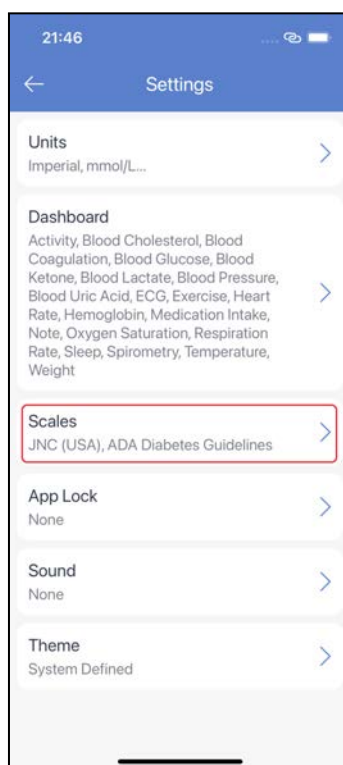 21:46
Settings
Units
Imperial, mmol/L...
Dashboard
Activity, Blood Cholesterol, Blood
Coagulation, Blood Glucose, Blood
Ketone, Blood Lactate, Blood Pressure,
Blood Uric Acid, ECG, Exercise, Heart
Rate, Hemoglobin, Medication Intake,
Note, Oxygen Saturation, Respiration
Rate, Sleep, Spirometry, Temperature,
Weight
Scales
JNC (USA), ADA Diabetes Guidelines
App Lock
None
Sound
None
Theme
System Defined